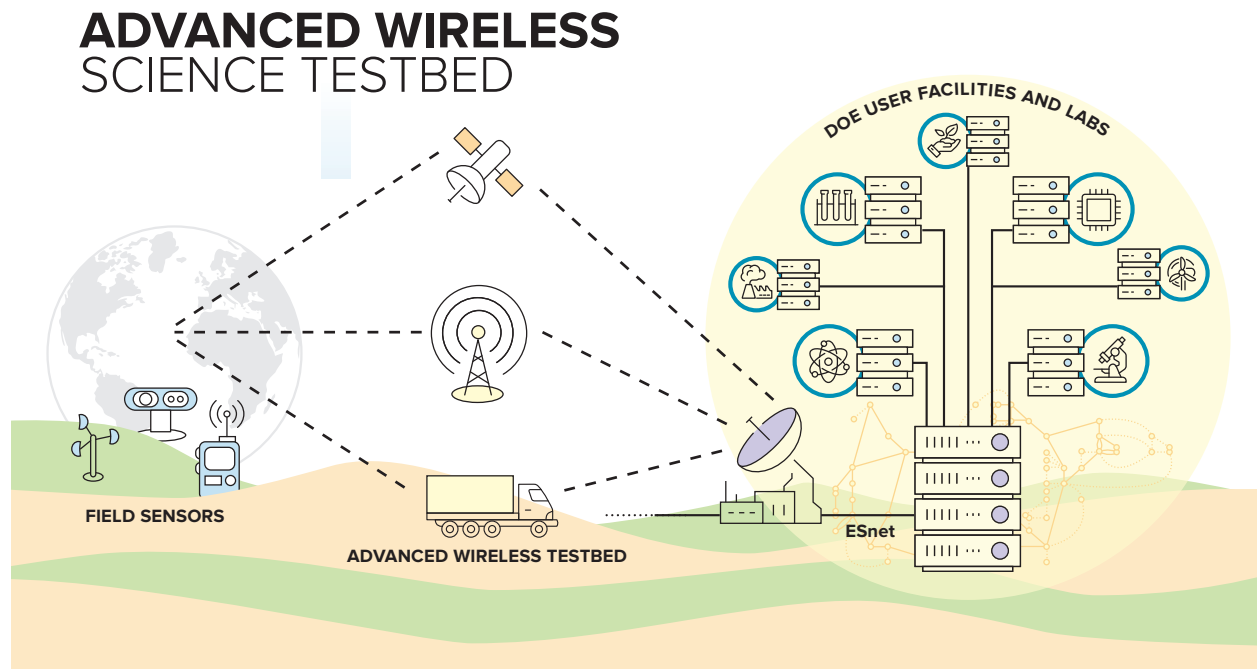 ADVANCED WIRELESS
SCIENCE TESTBED
DOE USER FACILITIES AND LABS
FIELD SENSORS
ADVANCED WIRELESS TESTBED
ESnet